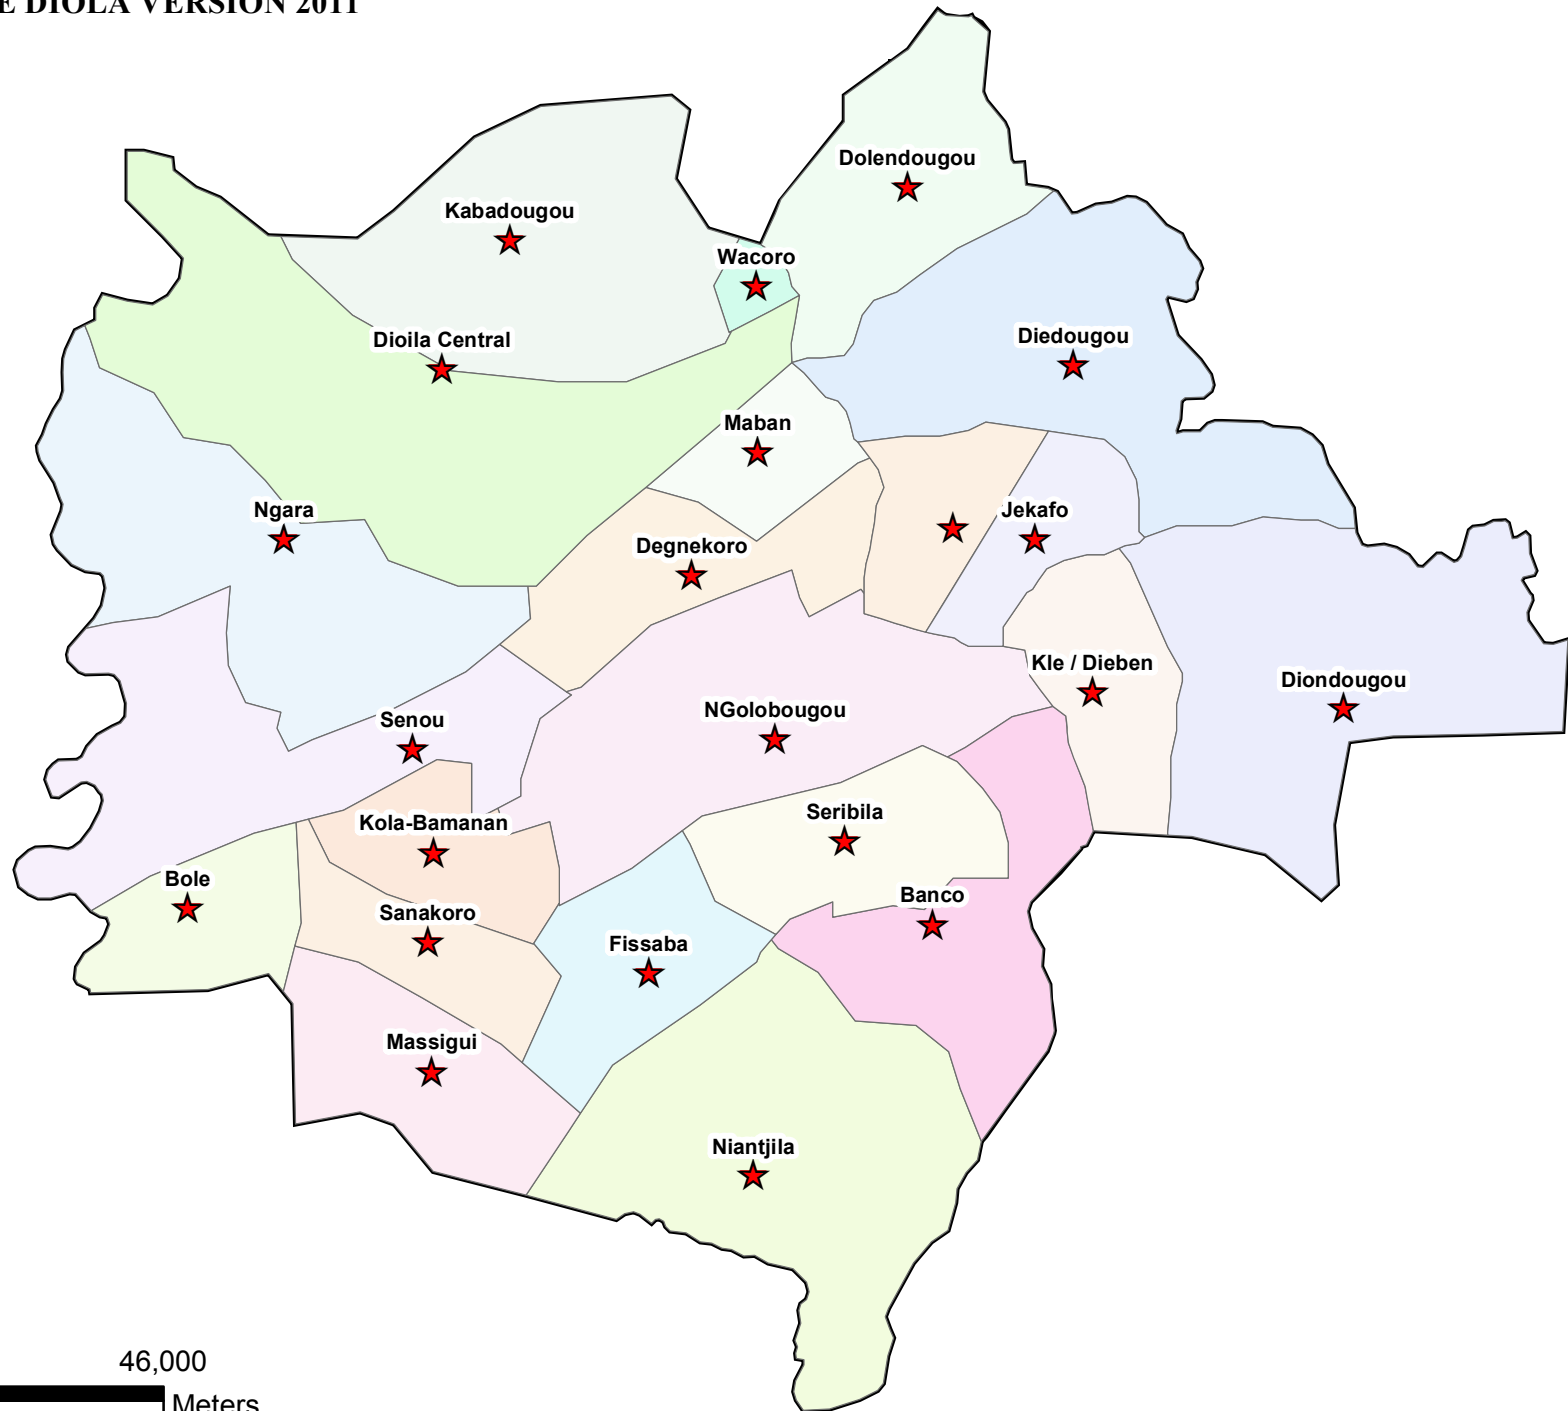 E DIOLA VERSION 2011
Dolendougou
Kabadougou
Wacoro
Dioila Central
Diedougou
Maban
Ngara
Jekafo
Degnekoro
Kle / Dieben
Diondougou
NGolobougou
Senou
Seribila
Kola-Bamanan
Bole
Banco
Sanakoro
Fissaba
Massigui
Niantjila
46,000
Meters